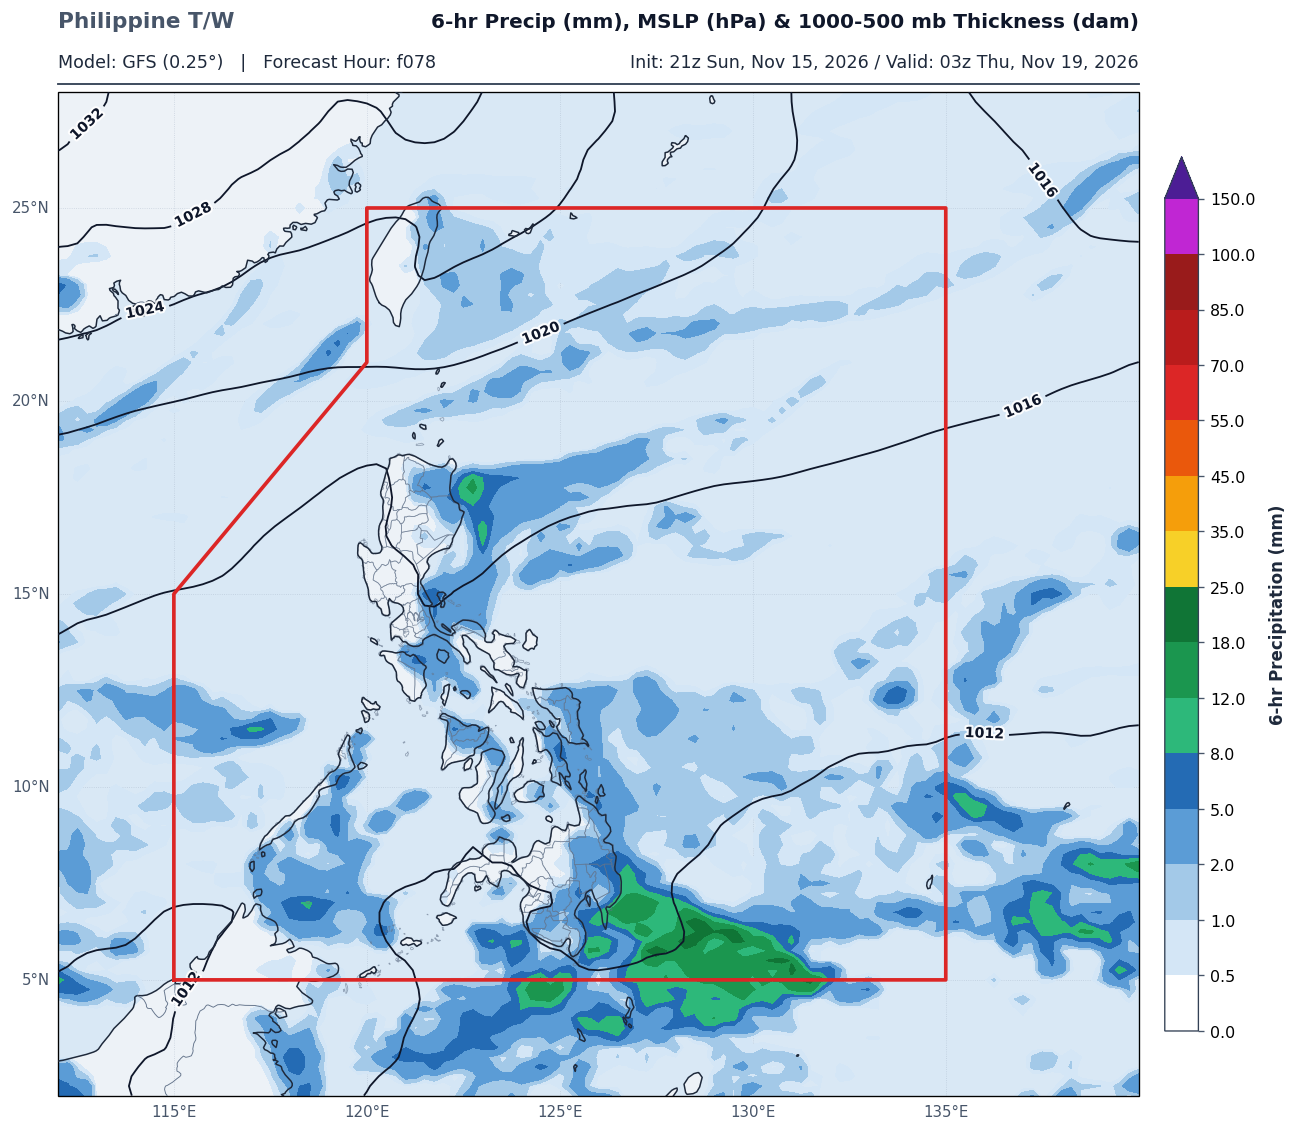 Philippine T/W
6-hr Precip (mm), MSLP (hPa) & 1000-500 mb Thickness (dam)
Model: GFS (0.25°) | Forecast Hour: f078
Init: 21z Sun, Nov 15, 2026 / Valid: 03z Thu, Nov 19, 2026
1032
1028
1024
1020
1016
1016
1012
1012
25°N
20°N
15°N
10°N
5°N
115°E
120°E
125°E
130°E
135°E
150.0
100.0
85.0
70.0
55.0
45.0
35.0
25.0
18.0
12.0
8.0
5.0
2.0
1.0
0.5
0.0
6-hr Precipitation (mm)